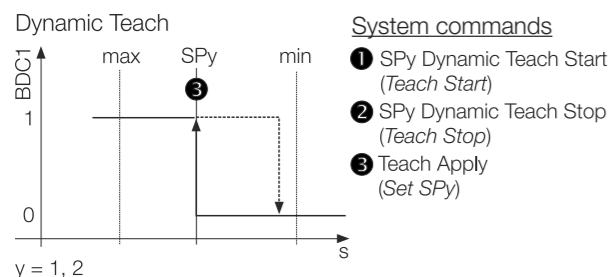 Dynamic Teach
max SPy min
BDC1
3
1
0
s
y = 1, 2
System commands
1 SPy Dynamic Teach Start
(Teach Start)
2 SPy Dynamic Teach Stop
(Teach Stop)
3 Teach Apply
(Set SPy)